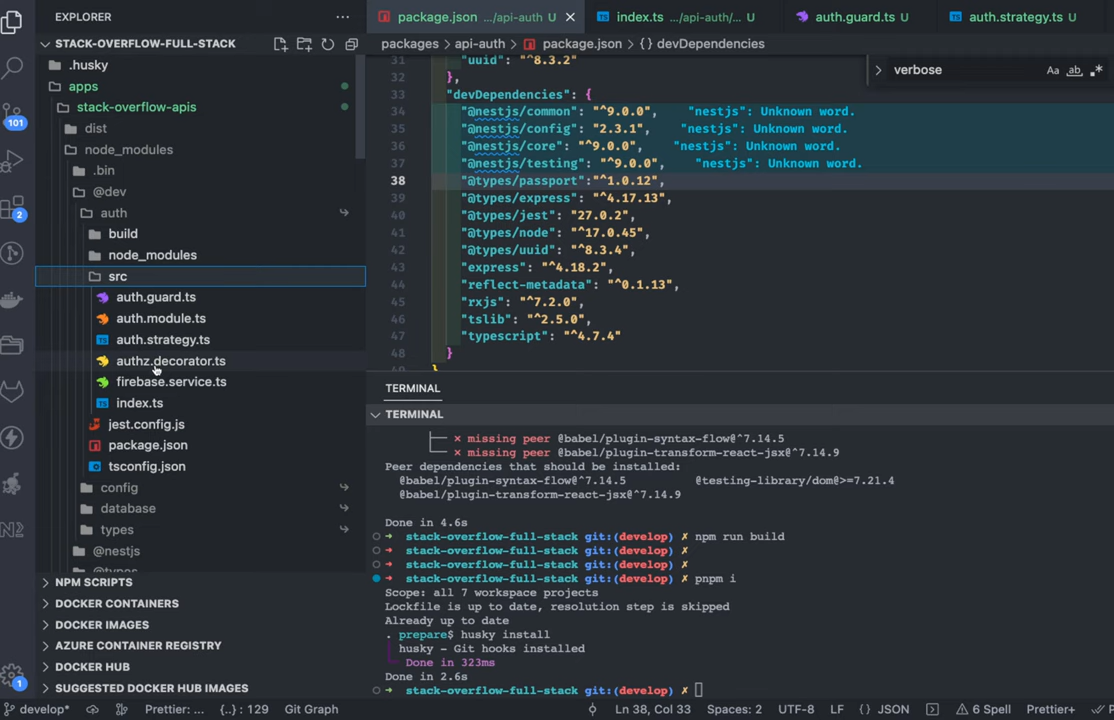 EXPLORER
STACK-OVERFLOW-FULL-STACK
.husky
apps
stack-overflow-apis
dist
node_modules
.bin
@dev
auth
build
node_modules
src
auth.guard.ts
auth.module.ts
auth.strategy.ts
authz.decorator.ts
firebase.service.ts
index.ts
jest.config.js
package.json
tsconfig.json
config
database
types
@nestjs
@types
NPM SCRIPTS
DOCKER CONTAINERS
DOCKER IMAGES
AZURE CONTAINER REGISTRY
DOCKER HUB
SUGGESTED DOCKER HUB IMAGES
101
2
1
package.json .../api-auth U
index.ts .../api-auth/... U
auth.guard.ts U
auth.strategy.ts U
packages > api-auth > package.json > {} devDependencies
verbose
Aa ab
31 "uuid": "^8.3.2"
32 },
33 "devDependencies": {
34 "@nestjs/common": "^9.0.0", "nestjs": Unknown word.
35 "@nestjs/config": "2.3.1", "nestjs": Unknown word.
36 "@nestjs/core": "^9.0.0", "nestjs": Unknown word.
37 "@nestjs/testing": "^9.0.0", "nestjs": Unknown word.
38 "@types/passport":"^1.0.12",
39 "@types/express": "^4.17.13",
40 "@types/jest": "27.0.2",
41 "@types/node": "^17.0.45",
42 "@types/uuid": "^8.3.4",
43 "express": "^4.18.2",
44 "reflect-metadata": "^0.1.13",
45 "rxjs": "^7.2.0",
46 "tslib": "^2.5.0",
47 "typescript": "^4.7.4"
48 }
49 }
TERMINAL
TERMINAL
├─ ✕ missing peer @babel/plugin-syntax-flow@^7.14.5
└─ ✕ missing peer @babel/plugin-transform-react-jsx@^7.14.9
Peer dependencies that should be installed:
@babel/plugin-syntax-flow@^7.14.5 @testing-library/dom@>=7.21.4
@babel/plugin-transform-react-jsx@^7.14.9
Done in 4.6s
➜ stack-overflow-full-stack git:(develop) ✗ npm run build
➜ stack-overflow-full-stack git:(develop) ✗
➜ stack-overflow-full-stack git:(develop) ✗
➜ stack-overflow-full-stack git:(develop) ✗ pnpm i
Scope: all 7 workspace projects
Lockfile is up to date, resolution step is skipped
Already up to date
. prepare$ husky install
│ husky - Git hooks installed
└─ Done in 323ms
Done in 2.6s
➜ stack-overflow-full-stack git:(develop) ✗
develop* Prettier: ... {..} : 129 Git Graph Ln 38, Col 33 Spaces: 2 UTF-8 LF {} JSON 6 Spell Prettier+